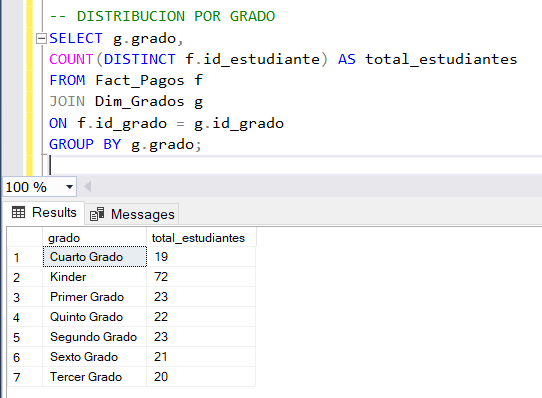 -- DISTRIBUCION POR GRADO
SELECT g.grado,
COUNT(DISTINCT f.id_estudiante) AS total_estudiantes
FROM Fact_Pagos f
JOIN Dim_Grados g
ON f.id_grado = g.id_grado
GROUP BY g.grado;
100 %
Results Messages
grado total_estudiantes
1 Cuarto Grado 19
2 Kinder 72
3 Primer Grado 23
4 Quinto Grado 22
5 Segundo Grado 23
6 Sexto Grado 21
7 Tercer Grado 20